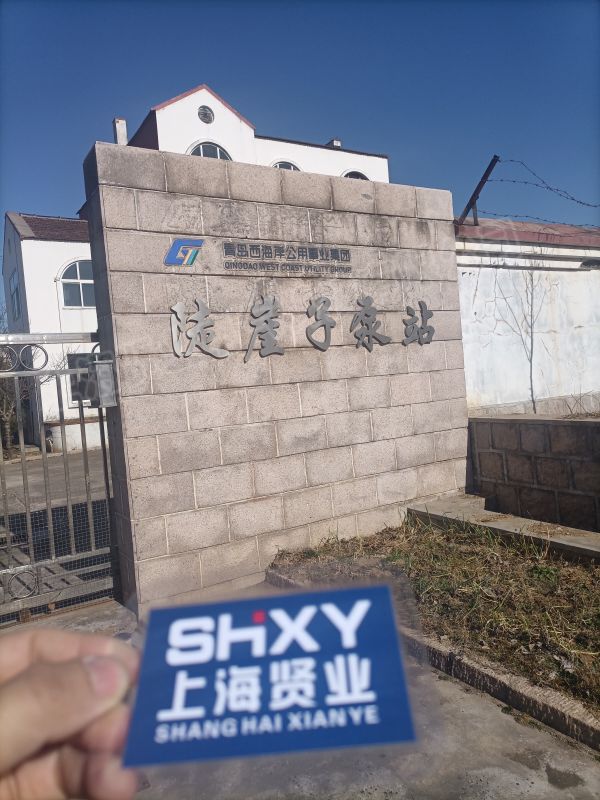 青岛西海岸公用事业集团
QINGDAO WEST COAST UTILITY GROUP
陡崖子泵站
SHXY
上海贤业
SHANG HAI XIAN YE